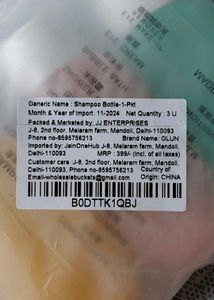 Generic Name : Shampoo Bottle-1-Pkt
Month & Year of Import: 11-2024 Net Quantity : 3 U
Packed & Marketed by: JJ ENTERPRISES
J-8, 2nd floor, Melaram farm, Mandoli, Delhi-110093
Phone no-8595756213 Brand Name: GLUN
Imported by: JainOneHub J-8, Melaram farm, Mandoli,
Delhi-110093 MRP : 399/- (incl. of all taxes)
Customer care :J-8, 2nd floor, Melaram farm, Mandoli,
Delhi-110093, Phone no-8595756213 Country of
Email-wholesalebuckets@gmail.com Origin: CHINA
B0DTTK1QBJ